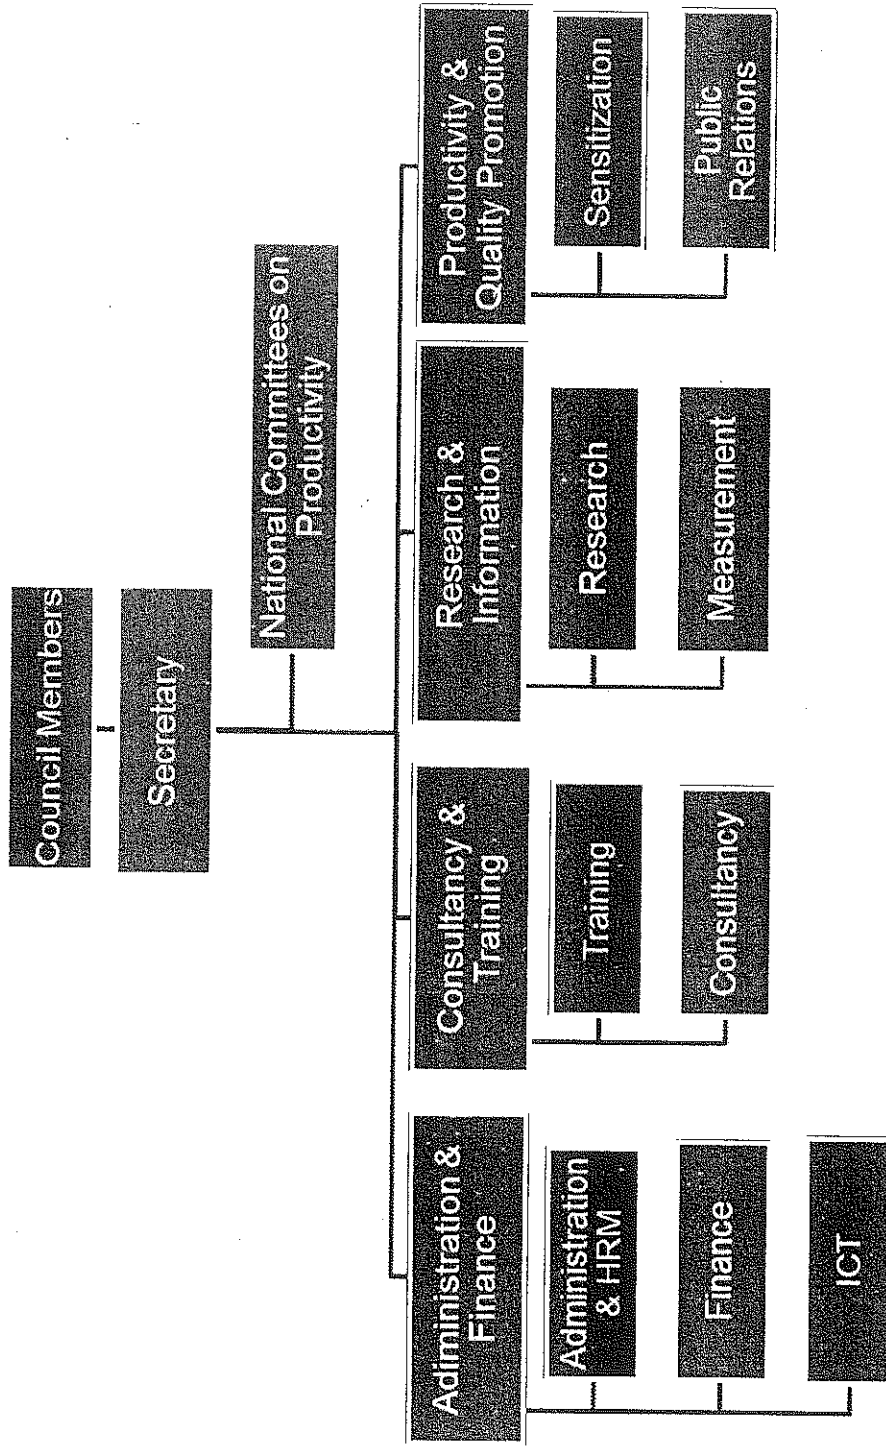 Council Members
Secretary
National Committees on
Productivity
Adiministration &
Finance
Administration
& HRM
Finance
ICT
Consultancy &
Training
Training
Consultancy
Research &
Information
Research
Measurement
Productivity &
Quality Promotion
Sensitization
Public
Relations